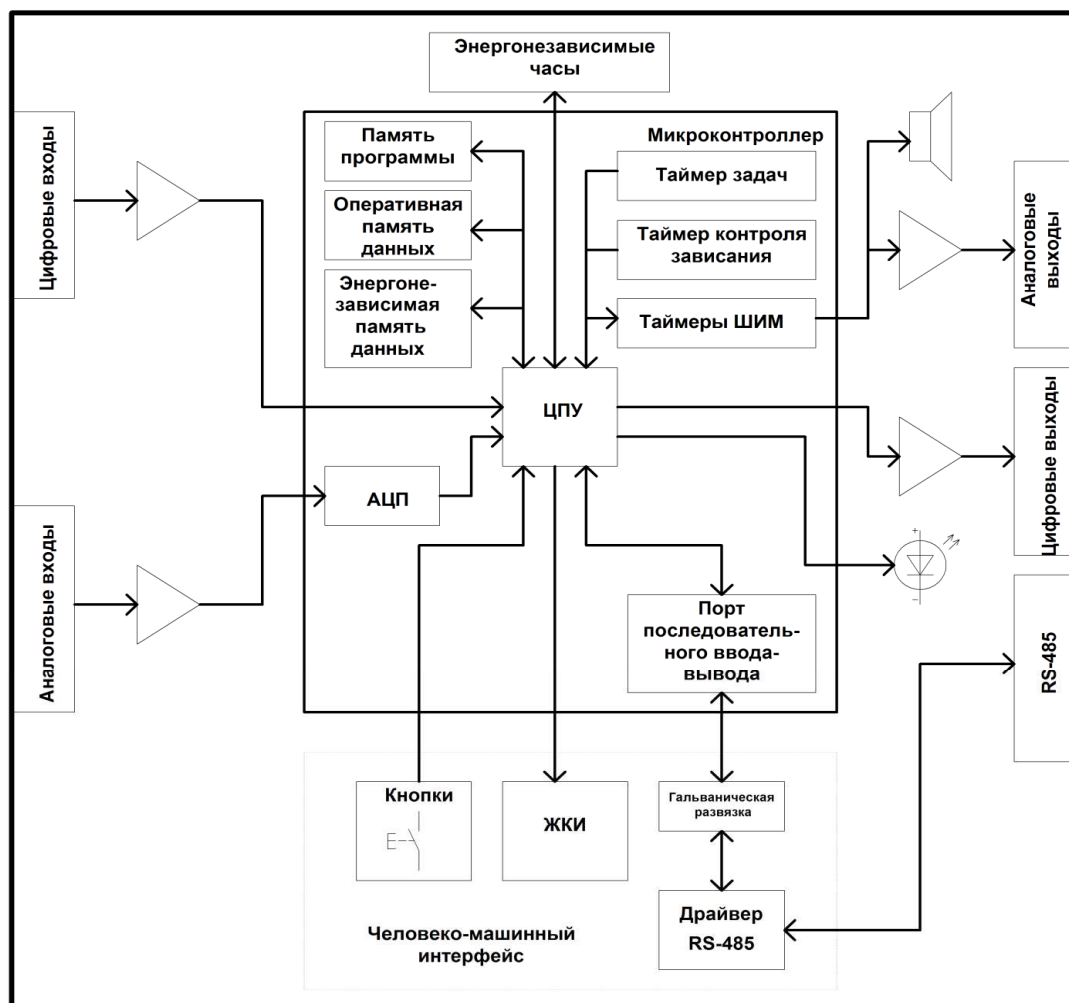 Энергонезависимые
часы
Цифровые входы
Память
программы
Микроконтроллер
Таймер задач
Оперативная
память
данных
Таймер контроля
зависания
Аналоговые
выходы
Энергоне-
зависимая
память
данных
Таймеры ШИМ
ЦПУ
Цифровые выходы
АЦП
Аналоговые входы
+
−
Порт
последователь-
ного ввода-
вывода
RS-485
Кнопки
ЖКИ
Гальваническая
развязка
Драйвер
RS-485
Человеко-машинный
интерфейс